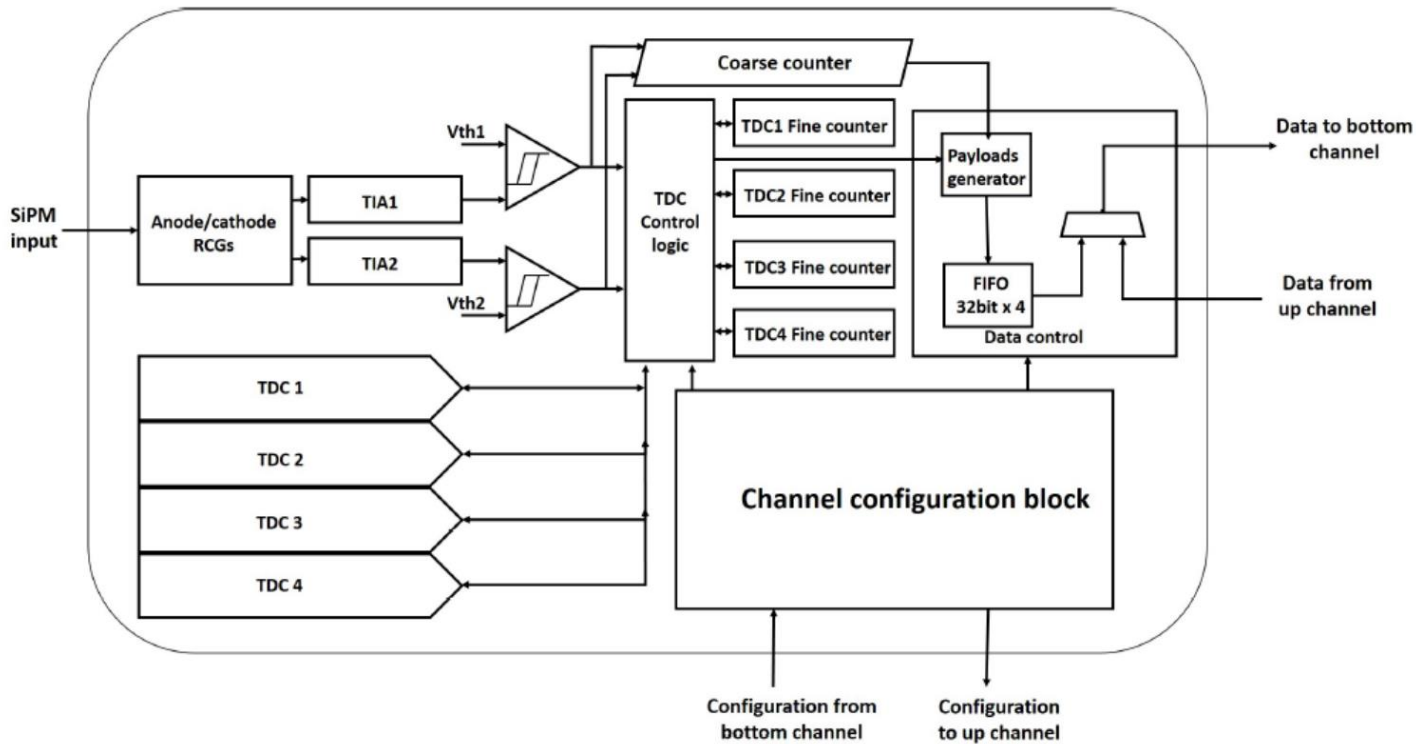 Coarse counter
Vth1
TDC1 Fine counter
Data to bottom
channel
Payloads
generator
TDC
Control
logic
TDC2 Fine counter
SiPM
input
Anode/cathode
RCGs
TIA1
TIA2
TDC3 Fine counter
FIFO
32bit x 4
Data from
up channel
Vth2
TDC4 Fine counter
Data control
TDC 1
TDC 2
TDC 3
TDC 4
Channel configuration block
Configuration from
bottom channel
Configuration
to up channel